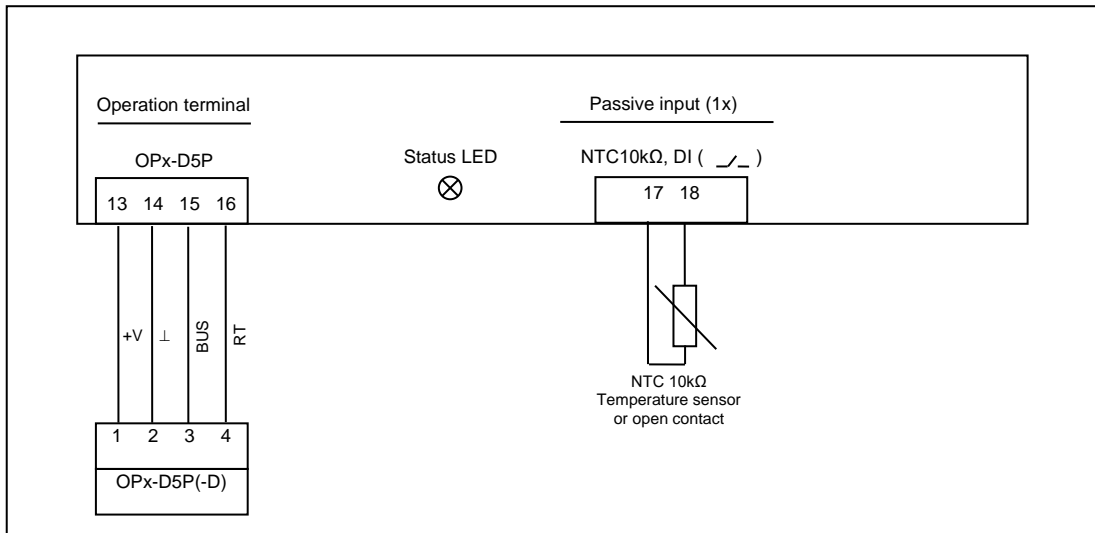 Operation terminal
OPx-D5P
13 14 15 16
Status LED
Passive input (1x)
NTC10kΩ, DI ( )
17 18
+V
⊥
BUS
RT
NTC 10kΩ
Temperature sensor
or open contact
1 2 3 4
OPx-D5P(-D)